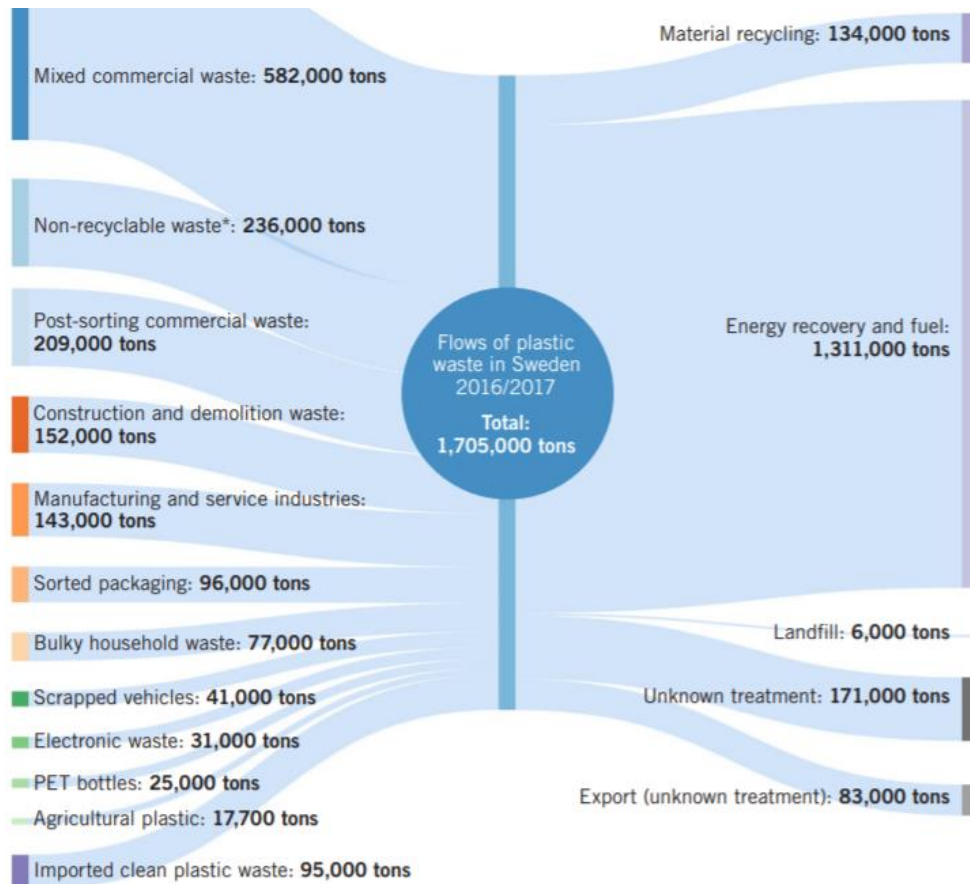 Mixed commercial waste: 582,000 tons
Non-recyclable waste*: 236,000 tons
Post-sorting commercial waste:
209,000 tons
Construction and demolition waste:
152,000 tons
Manufacturing and service industries:
143,000 tons
Sorted packaging: 96,000 tons
Bulky household waste: 77,000 tons
Scrapped vehicles: 41,000 tons
Electronic waste: 31,000 tons
PET bottles: 25,000 tons
Agricultural plastic: 17,700 tons
Imported clean plastic waste: 95,000 tons
Flows of plastic
waste in Sweden
2016/2017
Total:
1,705,000 tons
Material recycling: 134,000 tons
Energy recovery and fuel:
1,311,000 tons
Landfill: 6,000 tons
Unknown treatment: 171,000 tons
Export (unknown treatment): 83,000 tons